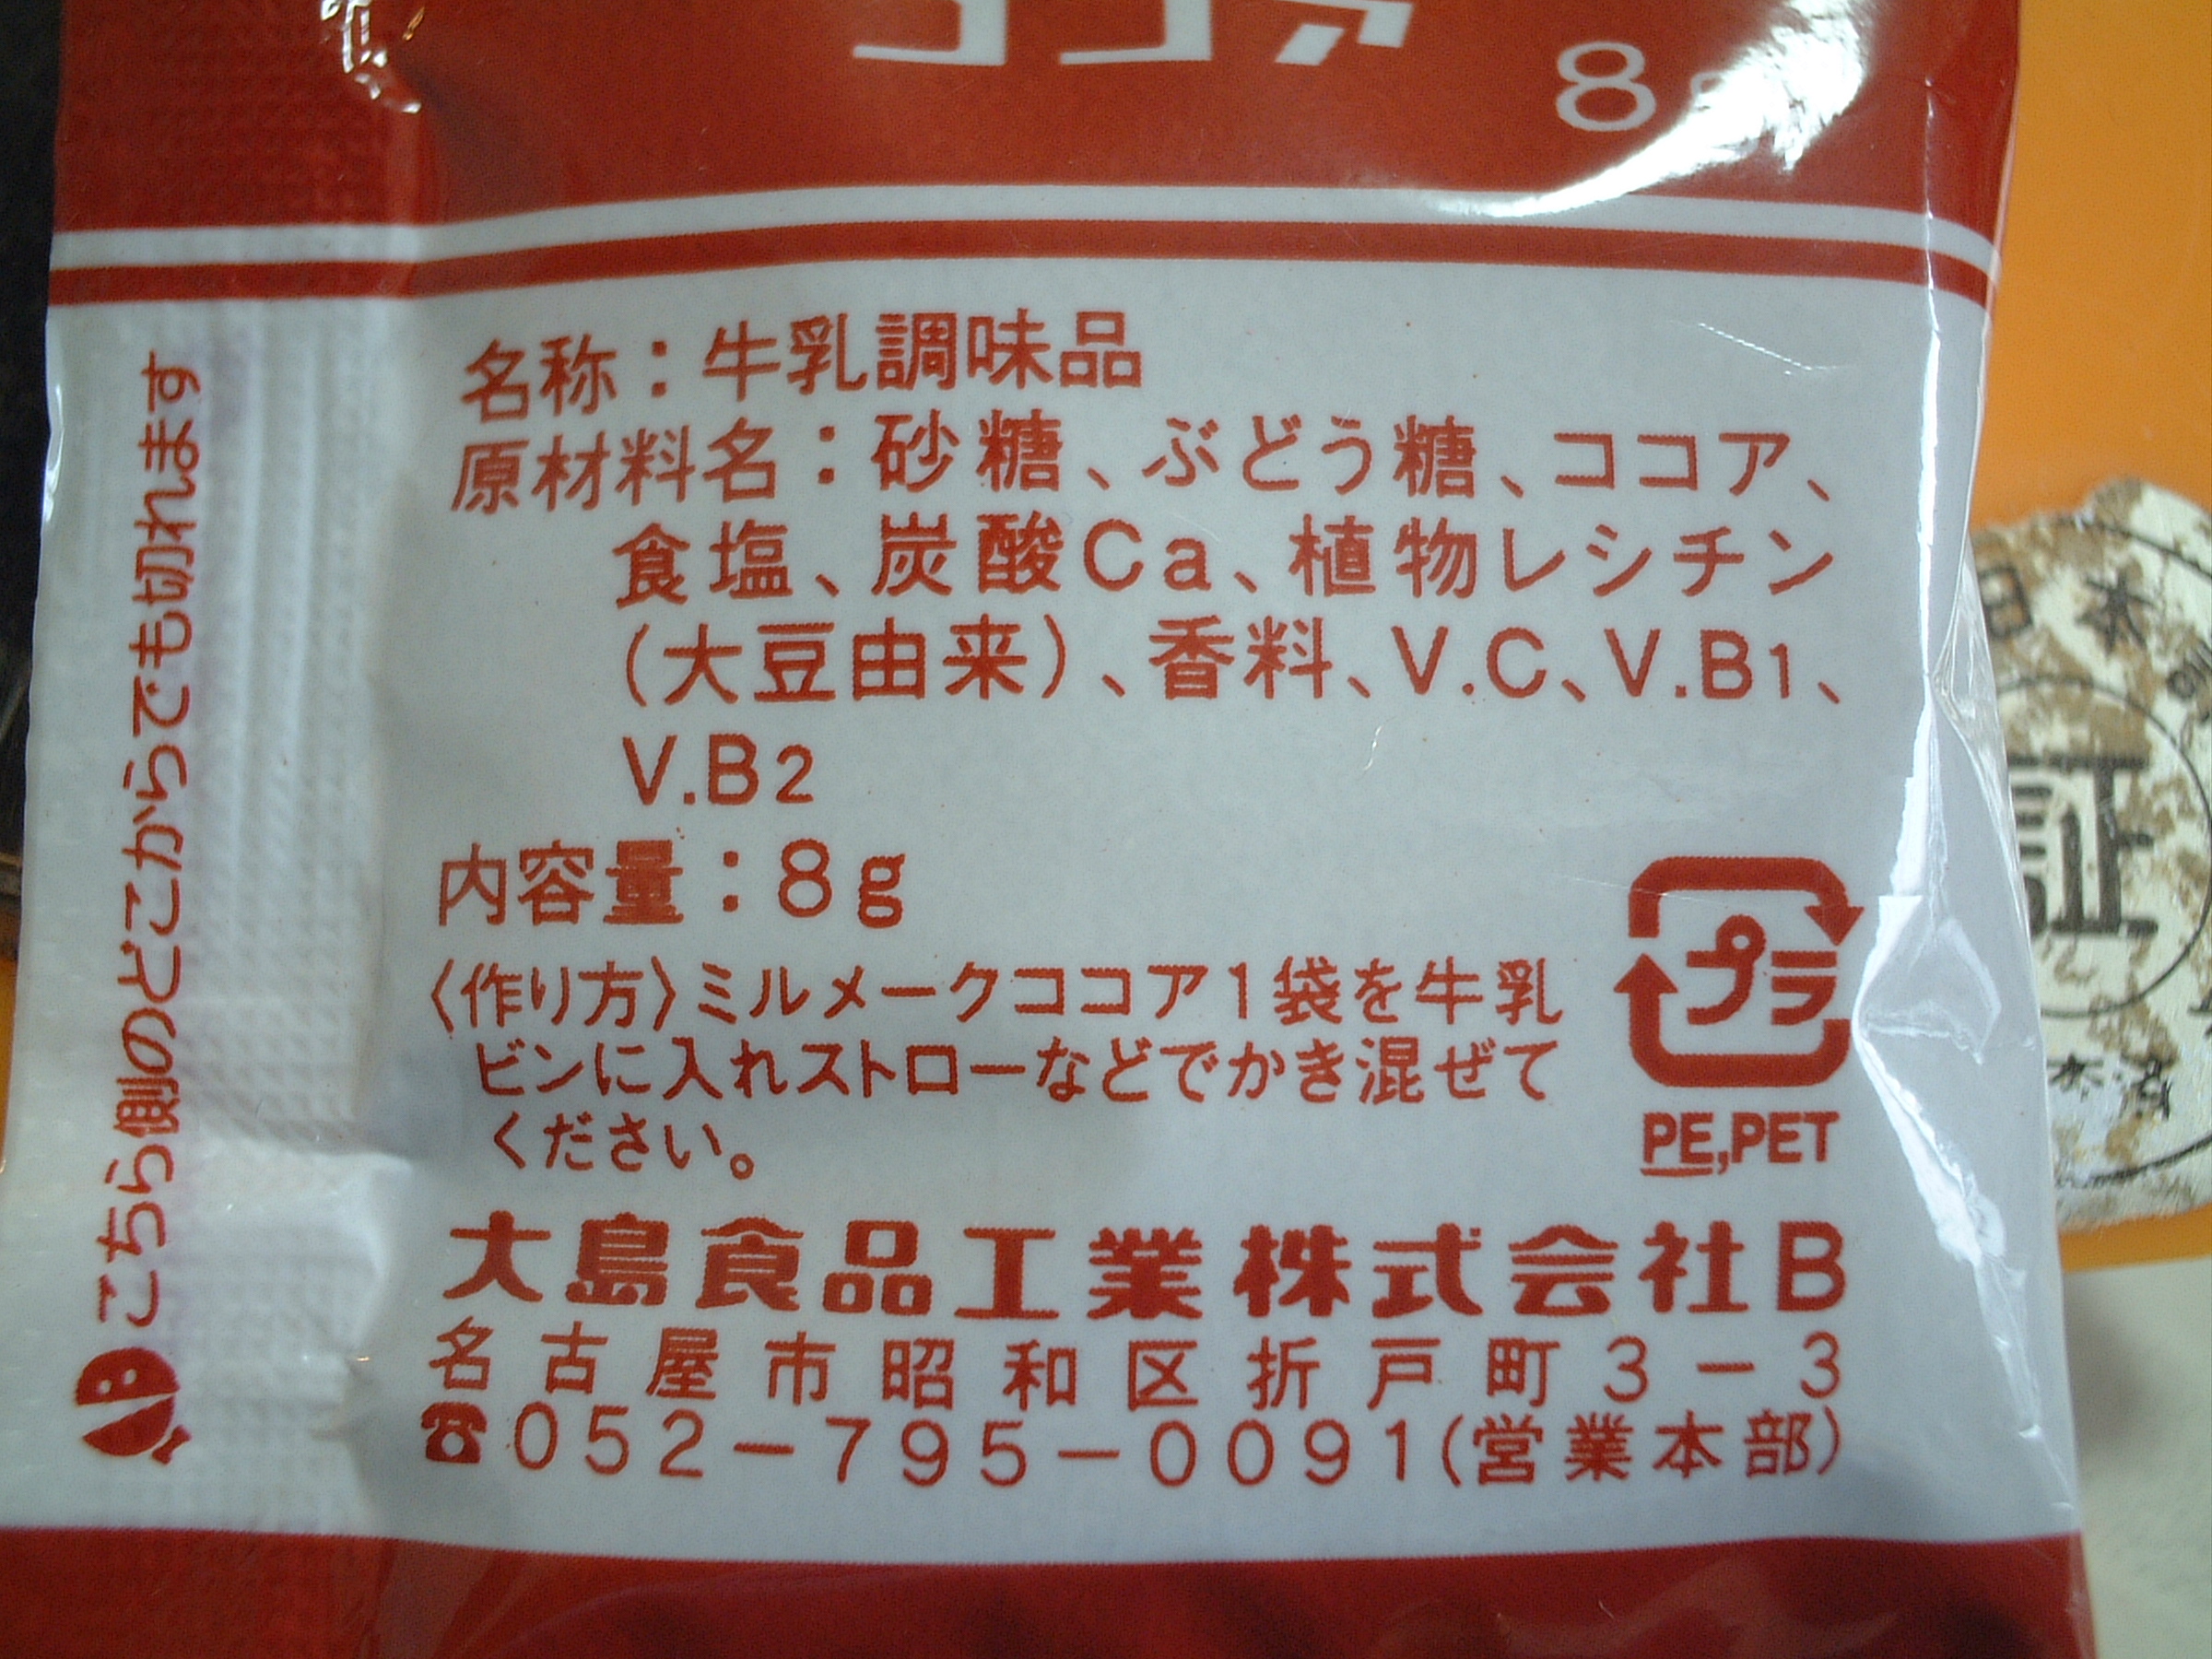 ココア 8
名称：牛乳調味品
原材料名：砂糖、ぶどう糖、ココア、
食塩、炭酸Ca、植物レシチン
(大豆由来)、香料、V.C、V.B1、
V.B2
内容量：8g
〈作り方〉ミルメークココア1袋を牛乳
ビンに入れストローなどでかき混ぜて
ください。
プラ
PE,PET
大島食品工業株式会社B
名古屋市昭和区折戸町3-3
☎052-795-0091(営業本部)
こちら側のどこからでも切れます
日本
証